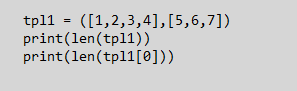 tpl1 = ([1,2,3,4],[5,6,7])
print(len(tpl1))
print(len(tpl1[0]))